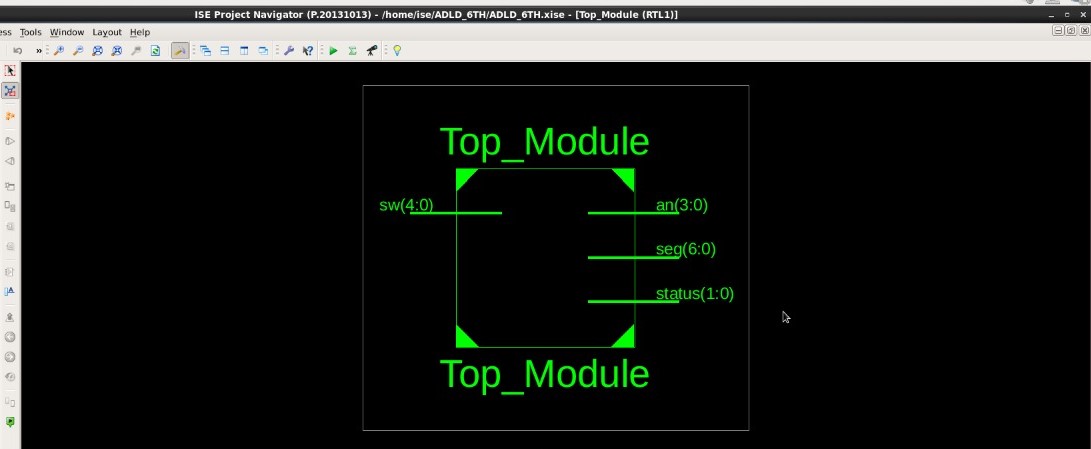 ISE Project Navigator (P.20131013) - /home/ise/ADLD_6TH/ADLD_6TH.xise - [Top_Module (RTL1)]
ess Tools Window Layout Help
»
Top_Module
sw(4:0) an(3:0)
seg(6:0)
status(1:0)
Top_Module